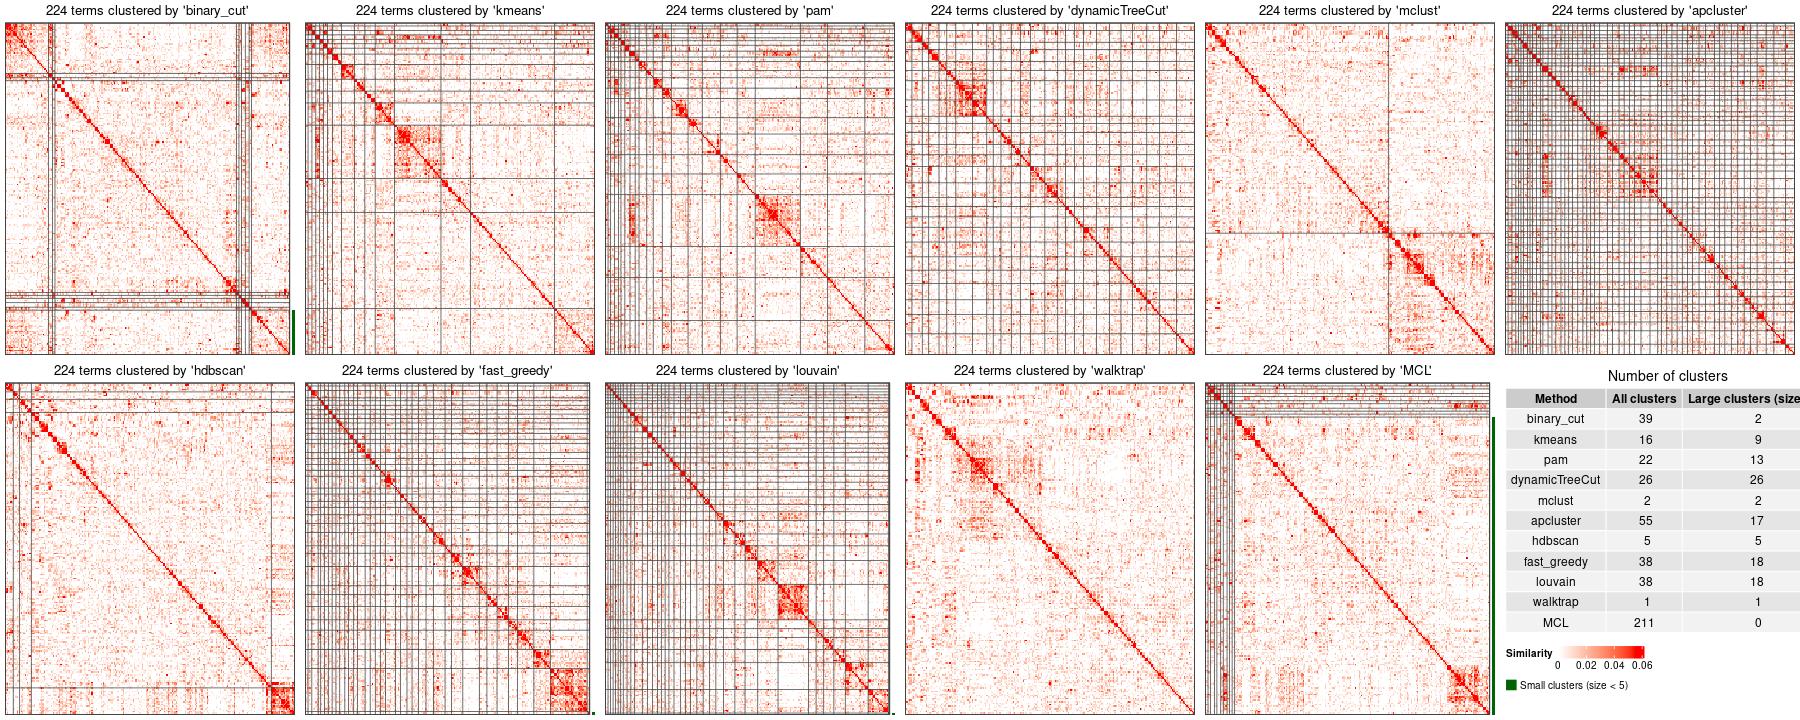 224 terms clustered by 'binary_cut'
224 terms clustered by 'kmeans'
224 terms clustered by 'pam'
224 terms clustered by 'dynamicTreeCut'
224 terms clustered by 'mclust'
224 terms clustered by 'apcluster'
224 terms clustered by 'hdbscan'
224 terms clustered by 'fast_greedy'
224 terms clustered by 'louvain'
224 terms clustered by 'walktrap'
224 terms clustered by 'MCL'
Number of clusters
Method All clusters Large clusters (size
binary_cut 39 2
kmeans 16 9
pam 22 13
dynamicTreeCut 26 26
mclust 2 2
apcluster 55 17
hdbscan 5 5
fast_greedy 38 18
louvain 38 18
walktrap 1 1
MCL 211 0
Similarity
0 0.02 0.04 0.06
Small clusters (size < 5)